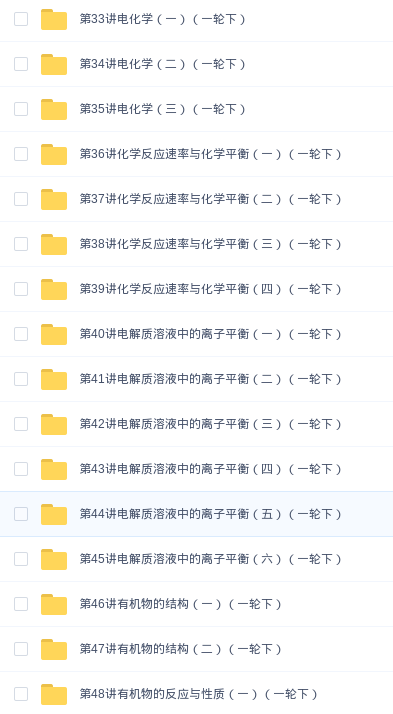 第33讲电化学（一）（一轮下）
第34讲电化学（二）（一轮下）
第35讲电化学（三）（一轮下）
第36讲化学反应速率与化学平衡（一）（一轮下）
第37讲化学反应速率与化学平衡（二）（一轮下）
第38讲化学反应速率与化学平衡（三）（一轮下）
第39讲化学反应速率与化学平衡（四）（一轮下）
第40讲电解质溶液中的离子平衡（一）（一轮下）
第41讲电解质溶液中的离子平衡（二）（一轮下）
第42讲电解质溶液中的离子平衡（三）（一轮下）
第43讲电解质溶液中的离子平衡（四）（一轮下）
第44讲电解质溶液中的离子平衡（五）（一轮下）
第45讲电解质溶液中的离子平衡（六）（一轮下）
第46讲有机物的结构（一）（一轮下）
第47讲有机物的结构（二）（一轮下）
第48讲有机物的反应与性质（一）（一轮下）